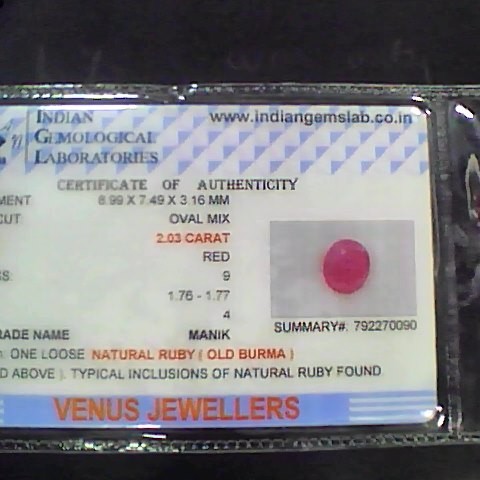 INDIAN
GEMOLOGICAL
LABORATORIES
www.indiangemslab.co.in
CERTIFICATE OF AUTHENTICITY
MENT 8.99 X 7.49 X 3.16 MM
CUT: OVAL MIX
2.03 CARAT
RED
SS: 9
1.76 - 1.77
4
RADE NAME MANIK
SUMMARY#: 792270090
: ONE LOOSE NATURAL RUBY ( OLD BURMA )
D ABOVE ). TYPICAL INCLUSIONS OF NATURAL RUBY FOUND
VENUS JEWELLERS